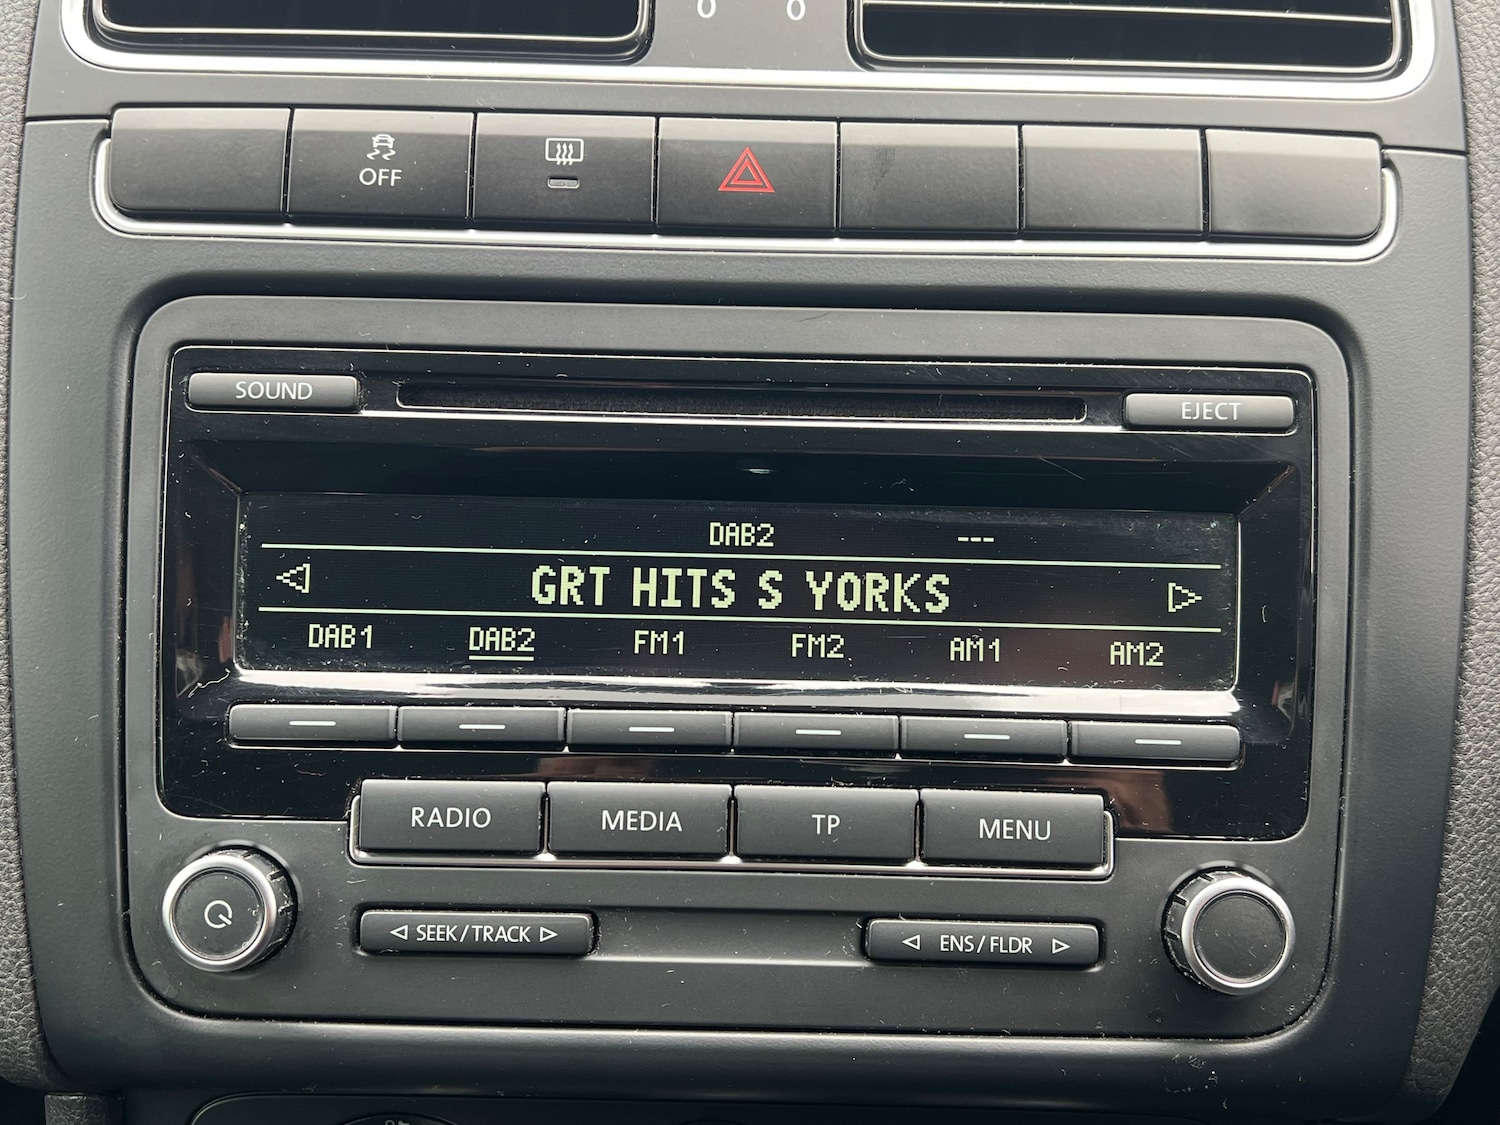 0 0
OFF
SOUND
EJECT
DAB2 ---
GRT HITS S YORKS
DAB1 DAB2 FM1 FM2 AM1 AM2
RADIO MEDIA TP MENU
SEEK/TRACK
ENS/FLDR